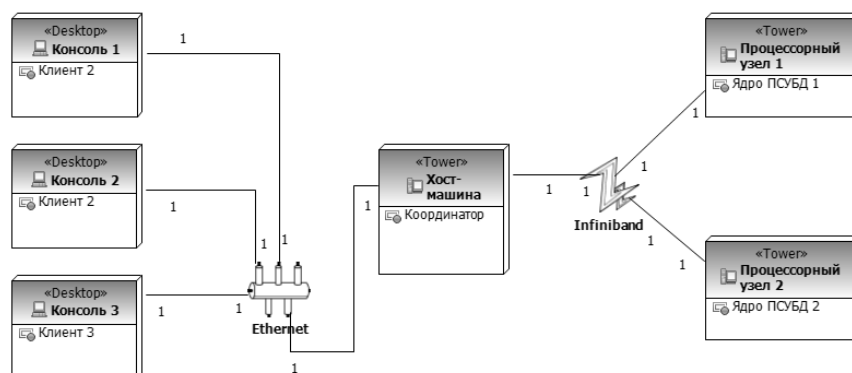 «Desktop»
Консоль 1
Клиент 2
1
1
«Desktop»
Консоль 2
Клиент 2
1
1
«Desktop»
Консоль 3
Клиент 3
1
1
Ethernet
1
1
«Tower»
Хост-
машина
Координатор
1
1
Infiniband
1
1
1
1
«Tower»
Процессорный
узел 1
Ядро ПСУБД 1
«Tower»
Процессорный
узел 2
Ядро ПСУБД 2